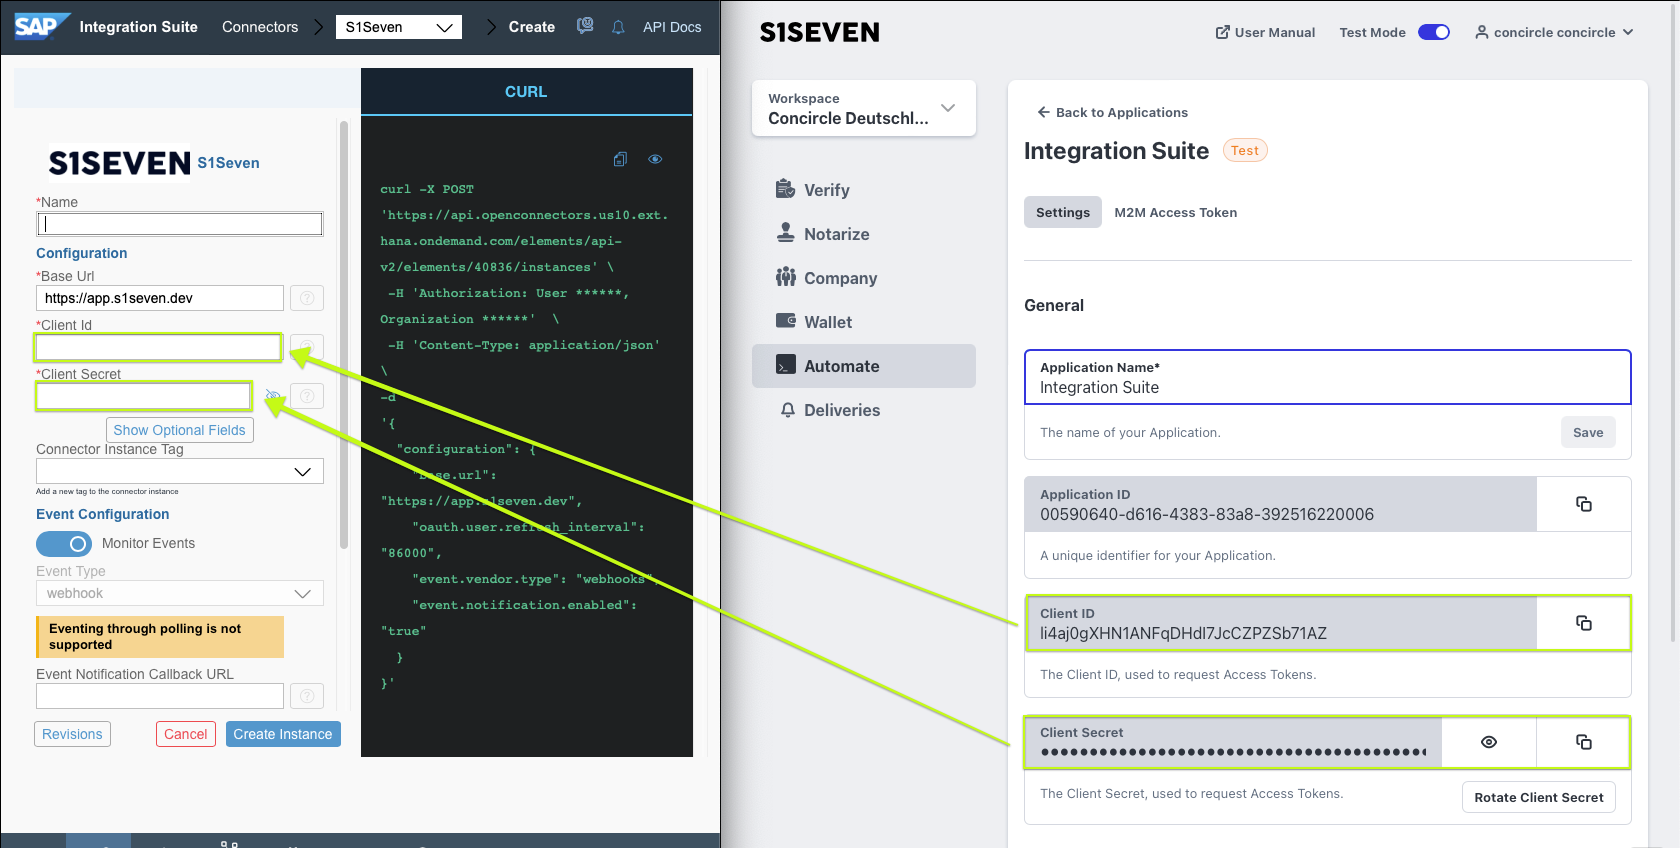 SAP Integration Suite Connectors S1Seven Create API Docs
CURL
S1SEVEN S1Seven
*Name
Configuration
*Base Url
https://app.s1seven.dev
*Client Id
*Client Secret
Show Optional Fields
Connector Instance Tag
Add a new tag to the connector instance
Event Configuration
Monitor Events
Event Type
webhook
Eventing through polling is not
supported
Event Notification Callback URL
Revisions Cancel Create Instance
curl -X POST
'https://api.openconnectors.us10.ext.
hana.ondemand.com/elements/api-
v2/elements/40836/instances' \
-H 'Authorization: User ******,
Organization ******' \
-H 'Content-Type: application/json'
\
-d
'{
"configuration": {
"base.url":
"https://app.s1seven.dev",
"oauth.user.refresh_interval":
"86000",
"event.vendor.type": "webhooks",
"event.notification.enabled":
"true"
}
}'
S1SEVEN
User Manual Test Mode concircle concircle
Workspace
Concircle Deutschl...
Verify
Notarize
Company
Wallet
Automate
Deliveries
Back to Applications
Integration Suite Test
Settings M2M Access Token
General
Application Name*
Integration Suite
The name of your Application.
Save
Application ID
00590640-d616-4383-83a8-392516220006
A unique identifier for your Application.
Client ID
li4aj0gXHN1ANFqDHdl7JcCZPZSb71AZ
The Client ID, used to request Access Tokens.
Client Secret
The Client Secret, used to request Access Tokens.
Rotate Client Secret